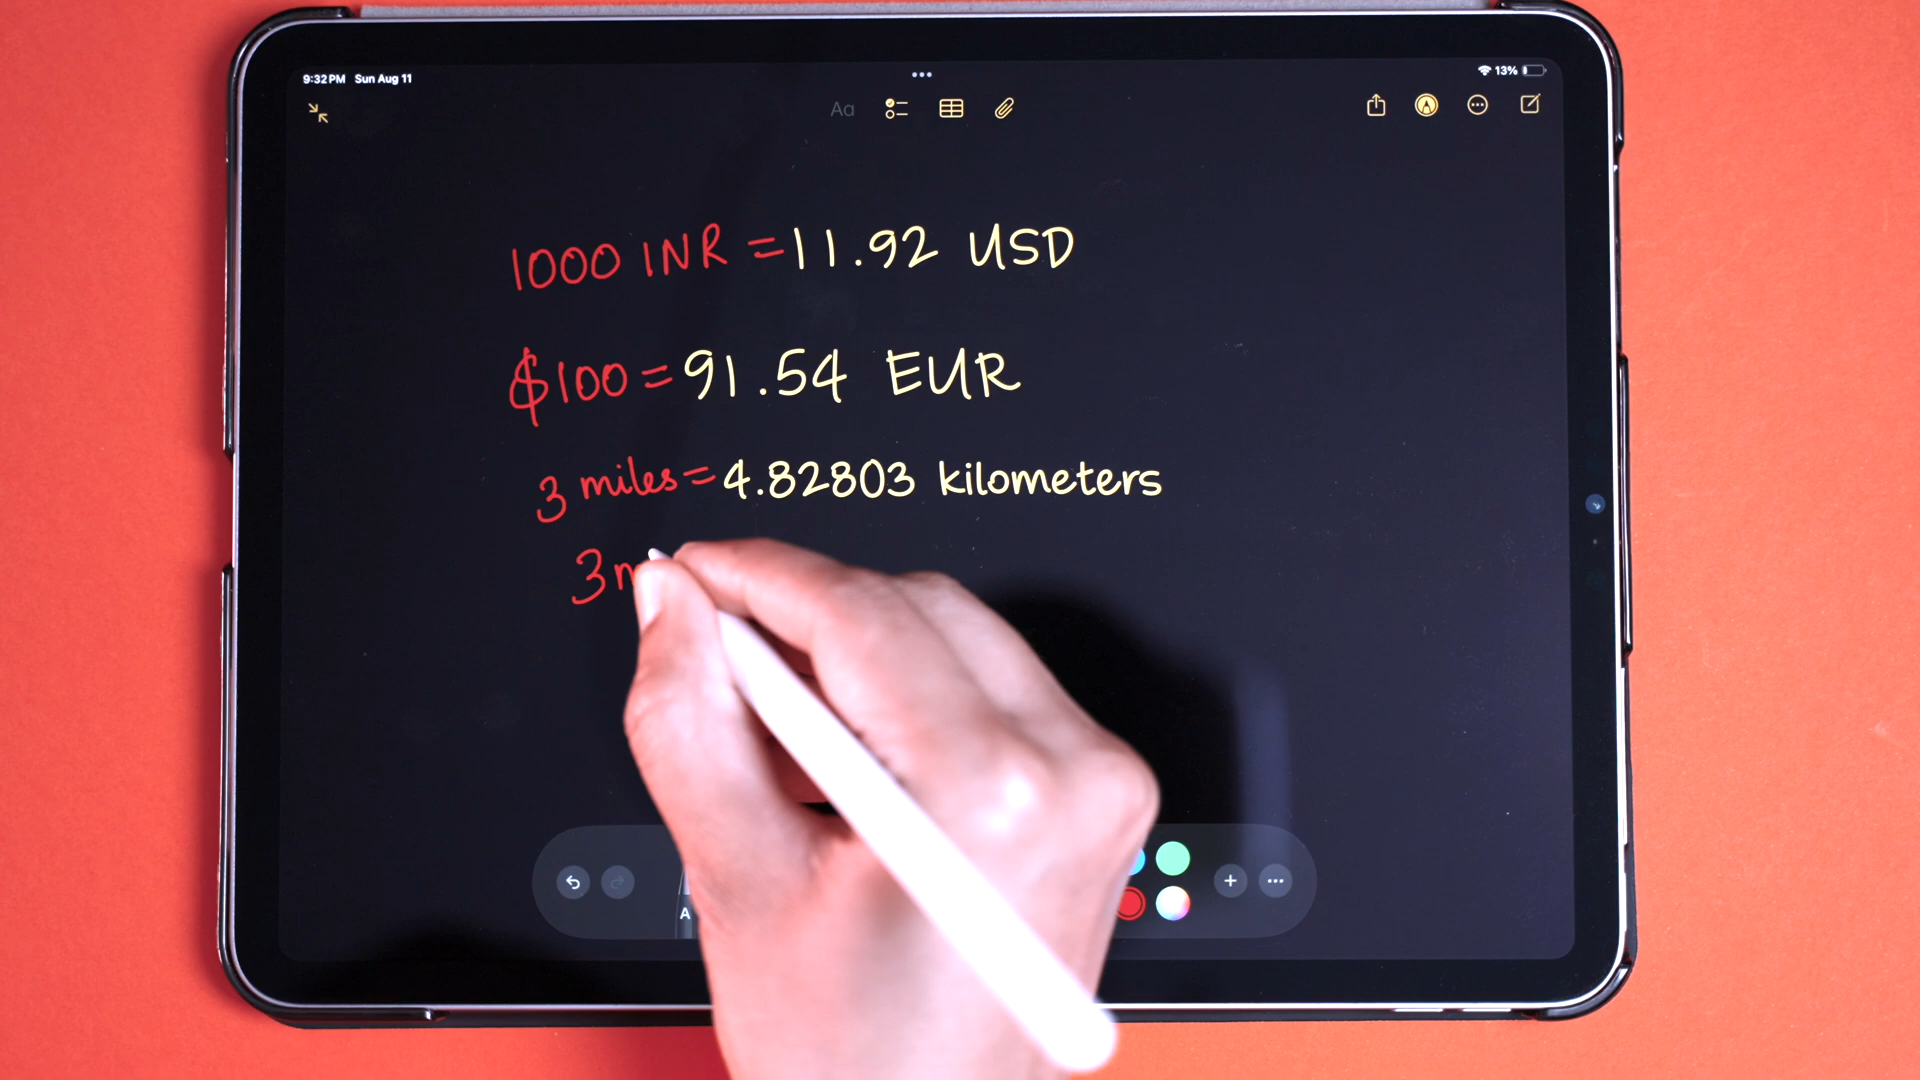 9:32 PM Sun Aug 11
13%
Aa
1000 INR = 11.92 USD
$100 = 91.54 EUR
3 miles = 4.82803 kilometers
3
A